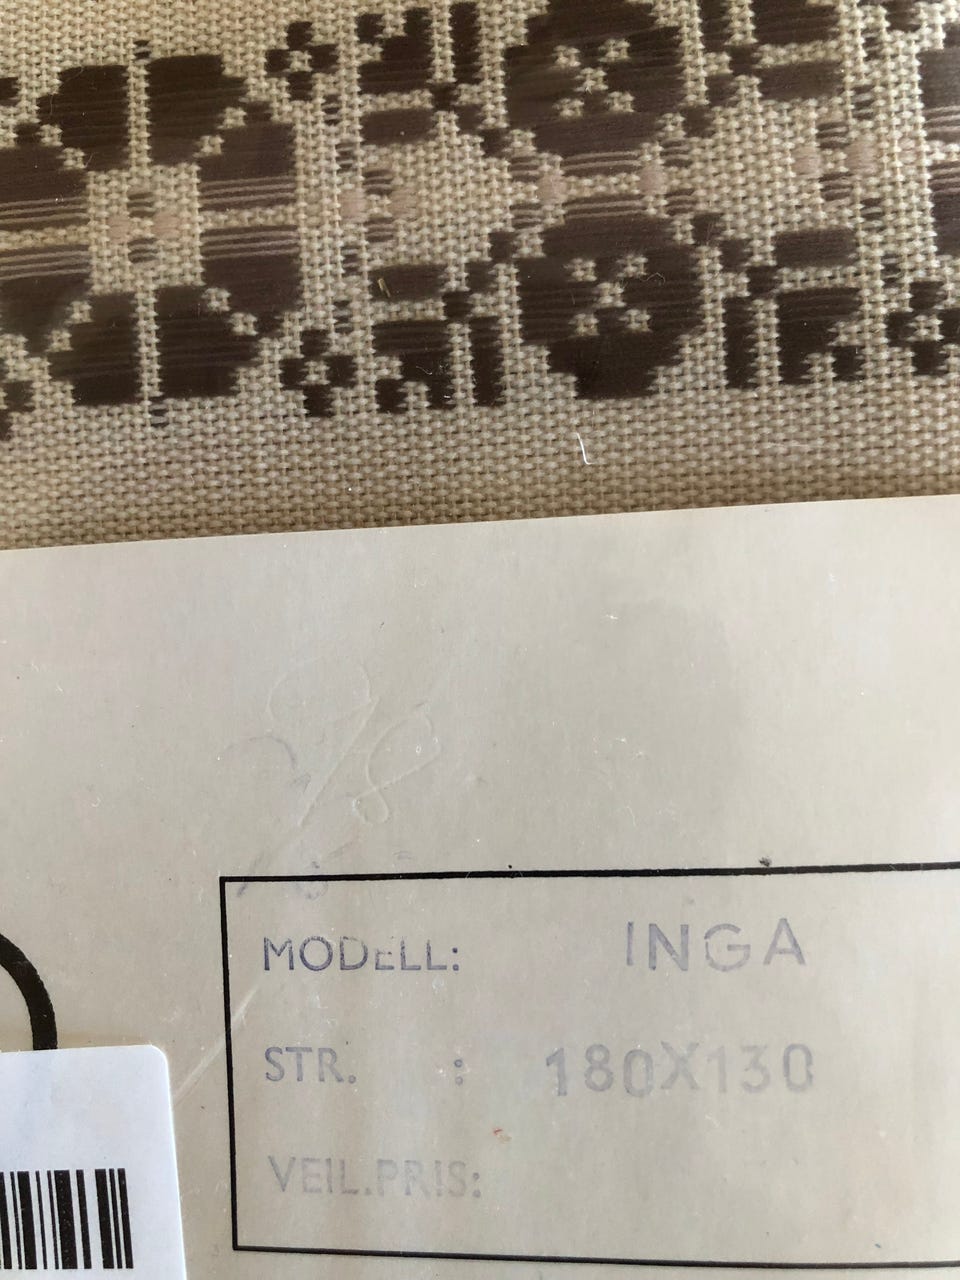 MODELL: INGA
STR. : 180X130
VEIL.PRIS: